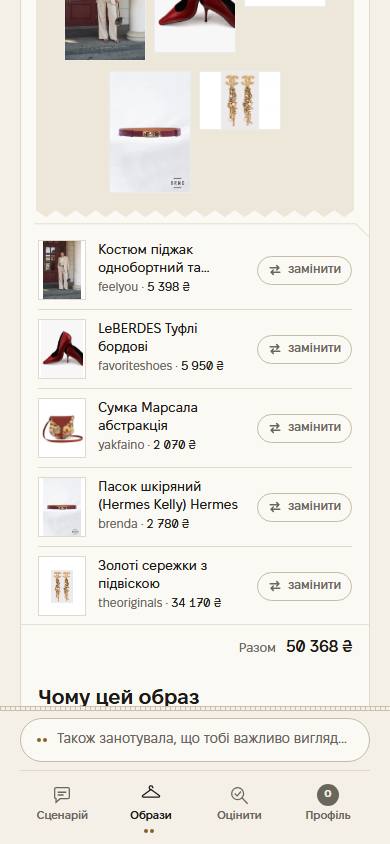 Костюм піджак
однобортний та...
feelyou · 5 398 ₴
замінити
LeBERDES Туфлі
бордові
favoriteshoes · 5 950 ₴
замінити
Сумка Марсала
абстракція
yakfaino · 2 070 ₴
замінити
Пасок шкіряний
(Hermes Kelly) Hermes
brenda · 2 780 ₴
замінити
Золоті сережки з
підвіскою
theoriginals · 34 170 ₴
замінити
Разом 50 368 ₴
Чому цей образ
Також занотувала, що тобі важливо вигляд...
Сценарій
Образи
Оцінити
0
Профіль